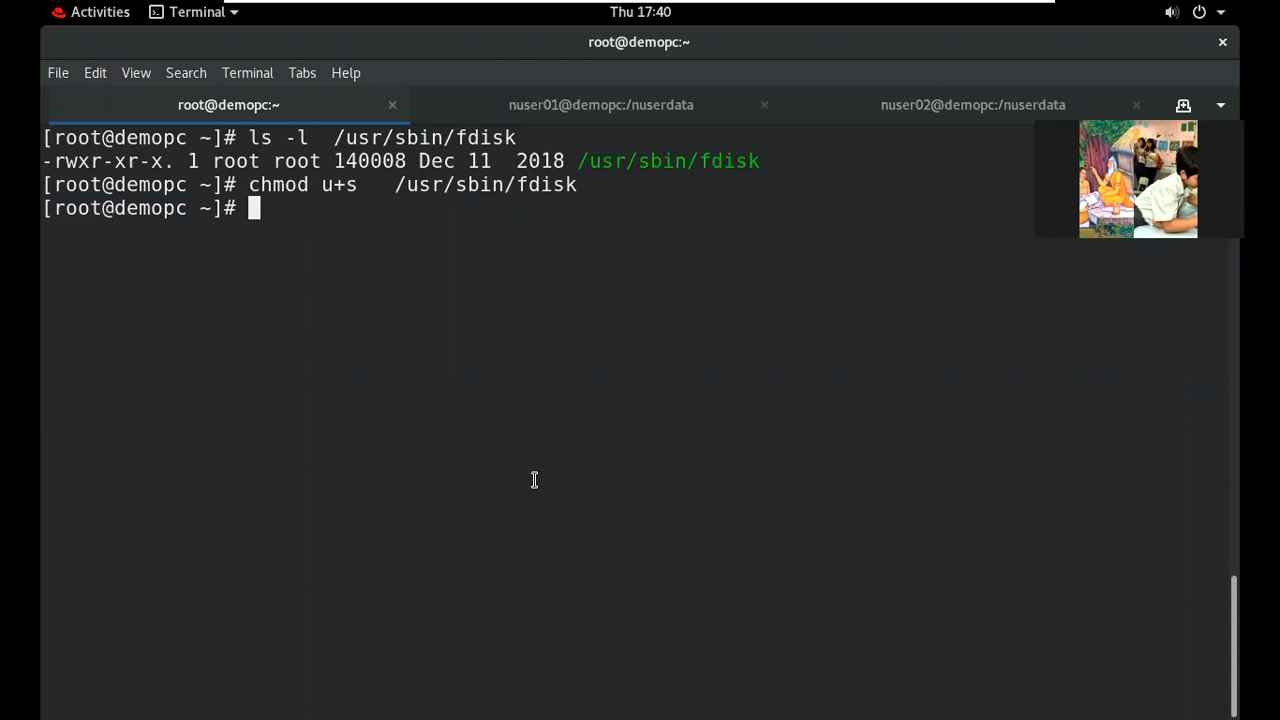 Activities Terminal Thu 17:40
root@demopc:~
File Edit View Search Terminal Tabs Help
root@demopc:~ nuser01@demopc:/nuserdata nuser02@demopc:/nuserdata
[root@demopc ~]# ls -l  /usr/sbin/fdisk
-rwxr-xr-x. 1 root root 140008 Dec 11  2018 /usr/sbin/fdisk
[root@demopc ~]# chmod u+s   /usr/sbin/fdisk
[root@demopc ~]#